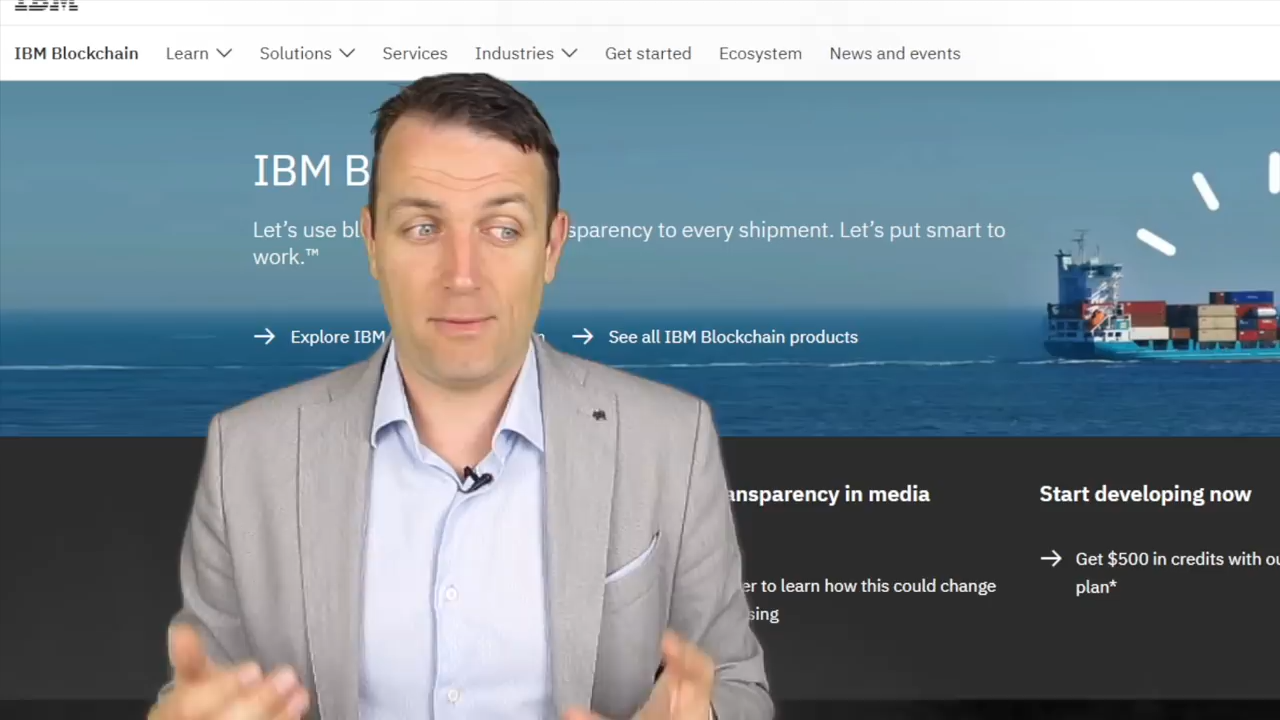 IBM
IBM Blockchain Learn Solutions Services Industries Get started Ecosystem News and events
IBM B
Let's use bl sparency to every shipment. Let's put smart to
work.™
Explore IBM n See all IBM Blockchain products
ansparency in media Start developing now
Get $500 in credits with ou
er to learn how this could change plan*
sing